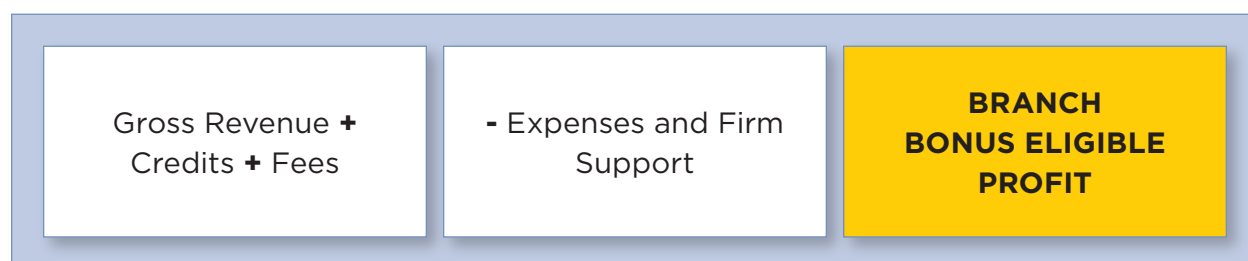 Gross Revenue +
Credits + Fees
- Expenses and Firm
Support
BRANCH
BONUS ELIGIBLE
PROFIT